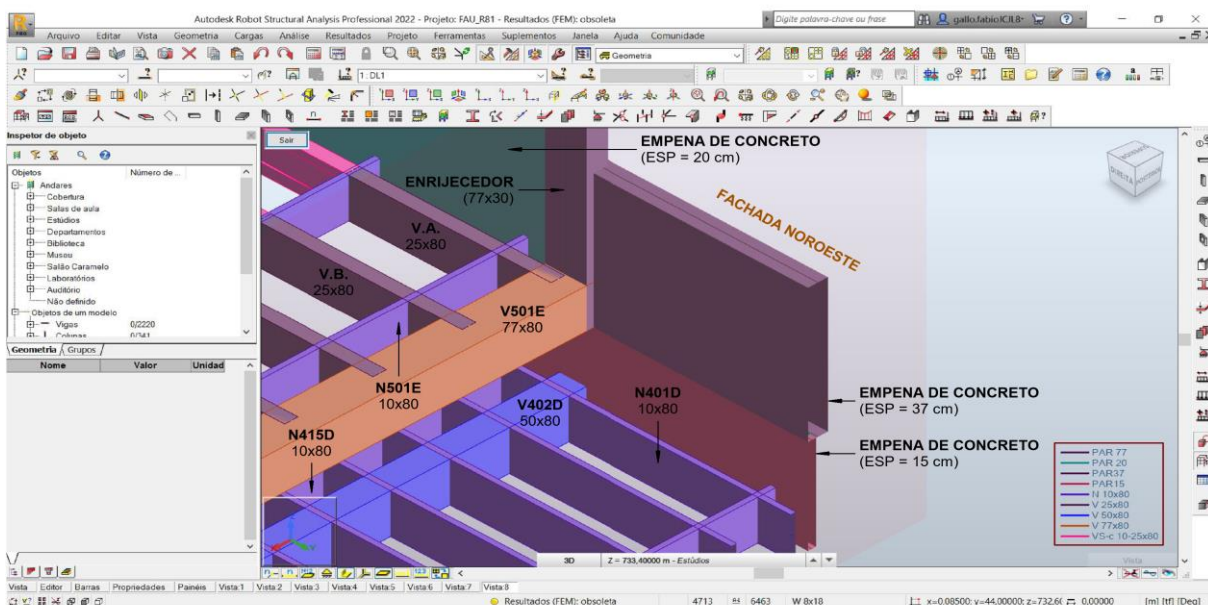 Autodesk Robot Structural Analysis Professional 2022 - Projeto: FAU_R81 - Resultados (FEM): obsoleta
Digite palavra-chave ou frase
PRO
Arquivo Editar Vista Geometria Cargas Análise Resultados Projeto Ferramentas Suplementos Janela Ajuda Comunidade
Geometria
1:DL1
Inspetor de objeto
Objetos Número de ...
Andares
Cobertura
Salas de aula
Estúdios
Departamentos
Biblioteca
Museu
Salão Caramelo
Laboratórios
Auditório
Não definido
Objetos de um modelo
Vigas 0/2220
Colunas 0/341
Geometria Grupos
Nome Valor Unidad
Sair
EMPENA DE CONCRETO
(ESP = 20 cm)
ENRIJECEDOR
(77x30)
FACHADA NOROESTE
DIREITA
V.A.
25x80
V.B.
25x80
V501E
77x80
N501E
10x80
V402D
50x80
N401D
10x80
N415D
10x80
EMPENA DE CONCRETO
(ESP = 37 cm)
EMPENA DE CONCRETO
(ESP = 15 cm)
PAR 77
PAR 20
PAR37
PAR15
N 10x80
V 25x80
V 50x80
V 77x80
VS-c 10-25x80
Vista
3D Z = 733,40000 m - Estúdios
Vista Editor Barras Propriedades Painéis Vista:1 Vista:2 Vista:3 Vista:4 Vista:5 Vista:6 Vista:7 Vista:8
Resultados (FEM): obsoleta 4713 6463 W 8x18 x=0.08500; y=44,00000; z=732,6 0,00000 [m] [tf] [Deg]